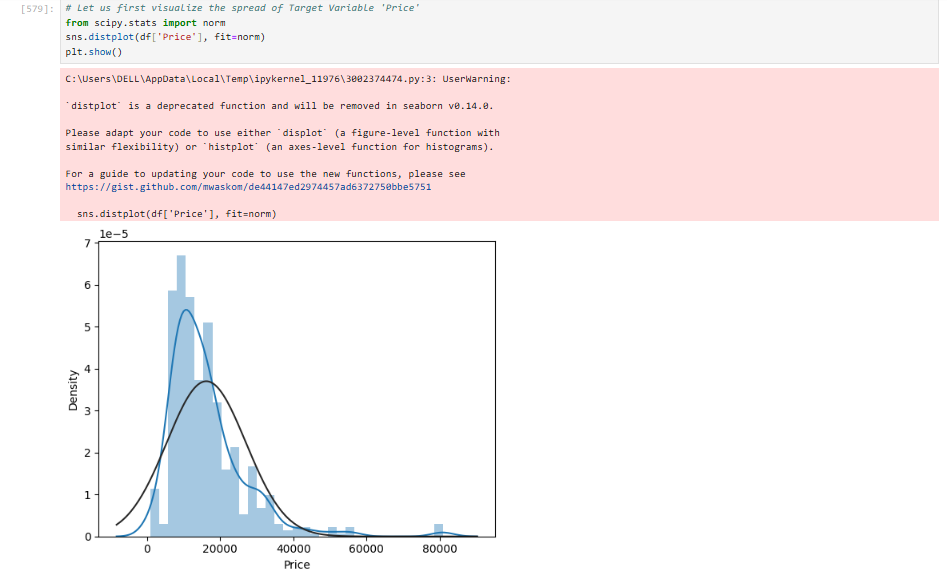 [579]: # Let us first visualize the spread of Target Variable 'Price'
from scipy.stats import norm
sns.distplot(df['Price'], fit=norm)
plt.show()
C:\Users\DELL\AppData\Local\Temp\ipykernel_11976\3002374474.py:3: UserWarning:
`distplot` is a deprecated function and will be removed in seaborn v0.14.0.
Please adapt your code to use either `displot` (a figure-level function with
similar flexibility) or `histplot` (an axes-level function for histograms).
For a guide to updating your code to use the new functions, please see
https://gist.github.com/mwaskom/de44147ed2974457ad6372750bbe5751
sns.distplot(df['Price'], fit=norm)
1e−5
7
6
5
4
3
2
1
0
Density
0 20000 40000 60000 80000
Price